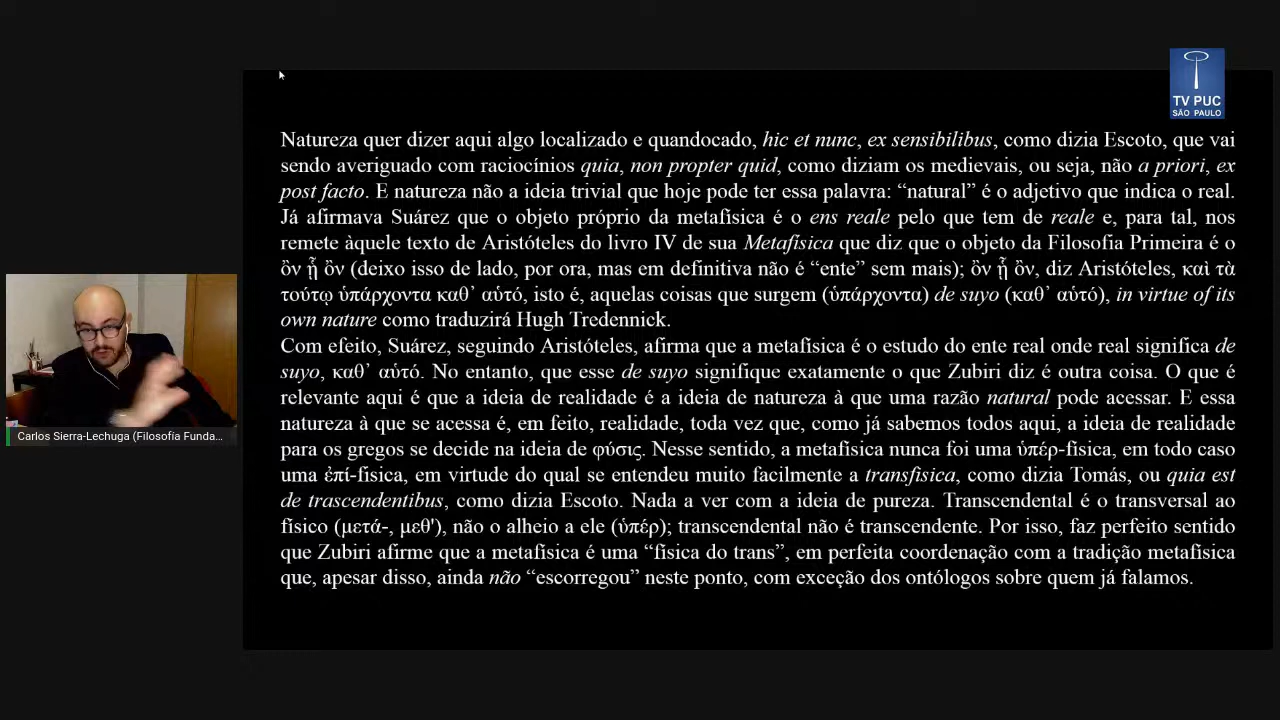 TV PUC
SÃO PAULO
Natureza quer dizer aqui algo localizado e quandocado, hic et nunc, ex sensibilibus, como dizia Escoto, que vai
sendo averiguado com raciocínios quia, non propter quid, como diziam os medievais, ou seja, não a priori, ex
post facto. E natureza não a ideia trivial que hoje pode ter essa palavra: “natural” é o adjetivo que indica o real.
Já afirmava Suárez que o objeto próprio da metafísica é o ens reale pelo que tem de reale e, para tal, nos
remete àquele texto de Aristóteles do livro IV de sua Metafísica que diz que o objeto da Filosofia Primeira é o
ὂν ᾗ ὂν (deixo isso de lado, por ora, mas em definitiva não é “ente” sem mais); ὂν ᾗ ὂν, diz Aristóteles, καὶ τὰ
τούτῳ ὑπάρχοντα καθ᾽ αὑτό, isto é, aquelas coisas que surgem (ὑπάρχοντα) de suyo (καθ᾽ αὑτό), in virtue of its
own nature como traduzirá Hugh Tredennick.
Com efeito, Suárez, seguindo Aristóteles, afirma que a metafísica é o estudo do ente real onde real significa de
suyo, καθ᾽ αὑτό. No entanto, que esse de suyo signifique exatamente o que Zubiri diz é outra coisa. O que é
relevante aqui é que a ideia de realidade é a ideia de natureza à que uma razão natural pode acessar. E essa
natureza à que se acessa é, em feito, realidade, toda vez que, como já sabemos todos aqui, a ideia de realidade
para os gregos se decide na ideia de φύσις. Nesse sentido, a metafísica nunca foi uma ὑπέρ-física, em todo caso
uma ἐπί-física, em virtude do qual se entendeu muito facilmente a transfísica, como dizia Tomás, ou quia est
de trascendentibus, como dizia Escoto. Nada a ver com a ideia de pureza. Transcendental é o transversal ao
físico (μετά-, μεθ'), não o alheio a ele (ὑπέρ); transcendental não é transcendente. Por isso, faz perfeito sentido
que Zubiri afirme que a metafísica é uma “física do trans”, em perfeita coordenação com a tradição metafísica
que, apesar disso, ainda não “escorregou” neste ponto, com exceção dos ontólogos sobre quem já falamos.
Carlos Sierra-Lechuga (Filosofía Funda...